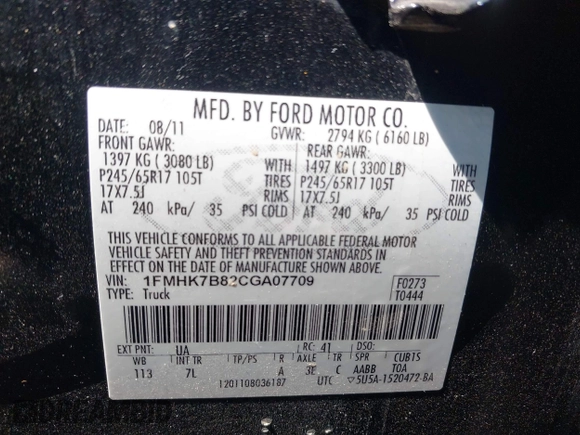 MFD. BY FORD MOTOR CO.
DATE: 08/11 GVWR: 2794 KG ( 6160 LB)
FRONT GAWR: REAR GAWR:
1397 KG ( 3080 LB) WITH 1497 KG ( 3300 LB) WITH
P245/65R17 105T TIRES P245/65R17 105T TIRES
17X7.5J RIMS 17X7.5J RIMS
AT 240 kPa/ 35 PSI COLD AT 240 kPa/ 35 PSI COLD
THIS VEHICLE CONFORMS TO ALL APPLICABLE FEDERAL MOTOR
VEHICLE SAFETY AND THEFT PREVENTION STANDARDS IN
EFFECT ON THE DATE OF MANUFACTURE SHOWN ABOVE.
VIN: 1FMHK7B82CGA07709 F0273
TYPE: Truck T0444
EXT PNT: UA RC: 41 DSO:
WB INT TR TP/PS R AXLE TR SPR CUB1S
113 7L A 3E C AABB TOA
1201108036187 UTC 5U5A-1520472-BA